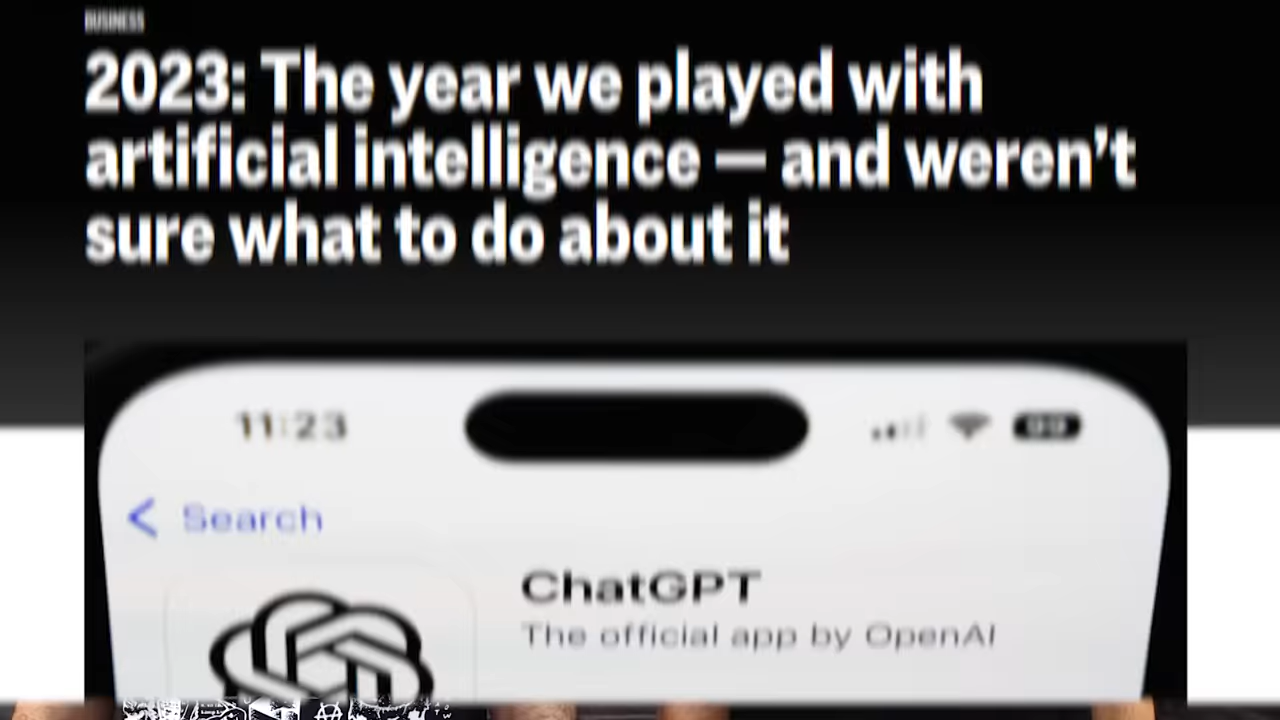 BUSINESS
2023: The year we played with
artificial intelligence — and weren't
sure what to do about it
11:23
Search
ChatGPT
The official app by OpenAI